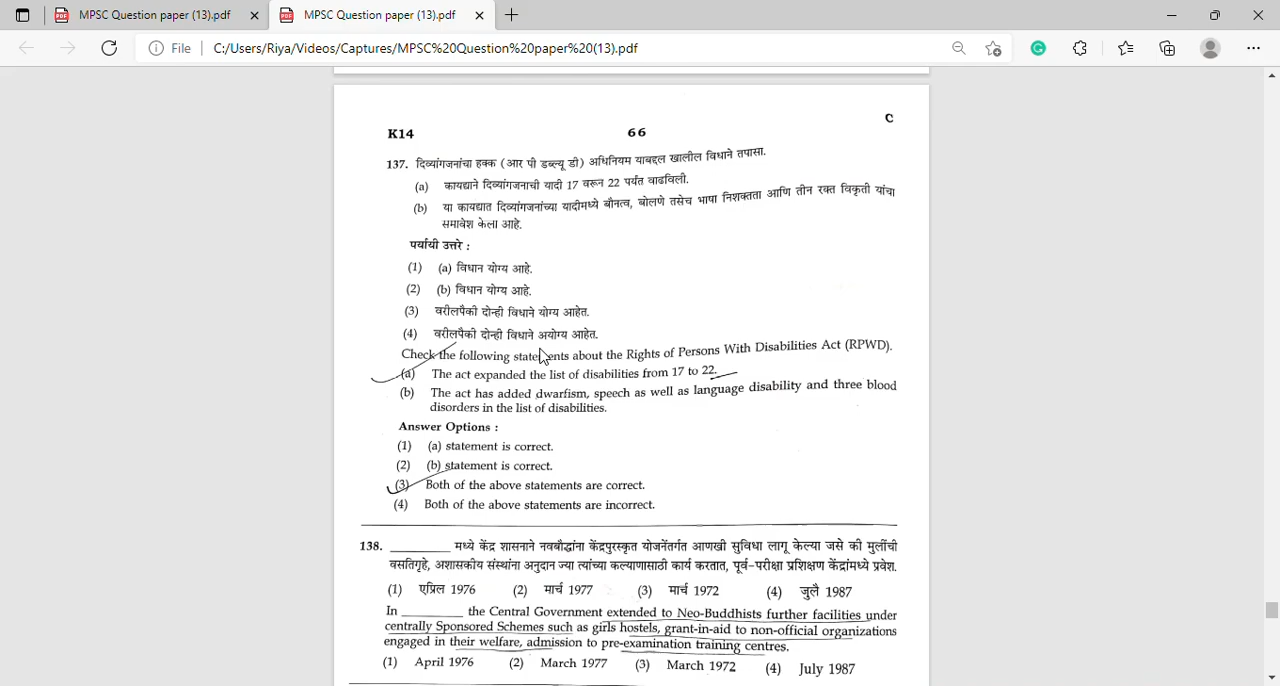 MPSC Question paper (13).pdf
MPSC Question paper (13).pdf
File C:/Users/Riya/Videos/Captures/MPSC%20Question%20paper%20(13).pdf
K14 66 C
137. दिव्यांगजनांचा हक्क (आर पी डब्ल्यू डी) अधिनियम याबद्दल खालील विधाने तपासा.
(a) कायद्याने दिव्यांगजनाची यादी 17 वरून 22 पर्यंत वाढविली.
(b) या कायद्यात दिव्यांगजनांच्या यादीमध्ये बौनत्व, बोलणे तसेच भाषा निशक्तता आणि तीन रक्त विकृती यांचा
समावेश केला आहे.
पर्यायी उत्तरे :
(1) (a) विधान योग्य आहे.
(2) (b) विधान योग्य आहे.
(3) वरीलपैकी दोन्ही विधाने योग्य आहेत.
(4) वरीलपैकी दोन्ही विधाने अयोग्य आहेत.
Check the following statements about the Rights of Persons With Disabilities Act (RPWD).
(a) The act expanded the list of disabilities from 17 to 22.
(b) The act has added dwarfism, speech as well as language disability and three blood
disorders in the list of disabilities.
Answer Options :
(1) (a) statement is correct.
(2) (b) statement is correct.
(3) Both of the above statements are correct.
(4) Both of the above statements are incorrect.
138. ________ मध्ये केंद्र शासनाने नवबौद्धांना केंद्रपुरस्कृत योजनेंतर्गत आणखी सुविधा लागू केल्या जसे की मुलींची
वसतिगृहे, अशासकीय संस्थांना अनुदान ज्या त्यांच्या कल्याणासाठी कार्य करतात, पूर्व-परीक्षा प्रशिक्षण केंद्रांमध्ये प्रवेश.
(1) एप्रिल 1976 (2) मार्च 1977 (3) मार्च 1972 (4) जुलै 1987
In ________ the Central Government extended to Neo-Buddhists further facilities under
centrally Sponsored Schemes such as girls hostels, grant-in-aid to non-official organizations
engaged in their welfare, admission to pre-examination training centres.
(1) April 1976 (2) March 1977 (3) March 1972 (4) July 1987